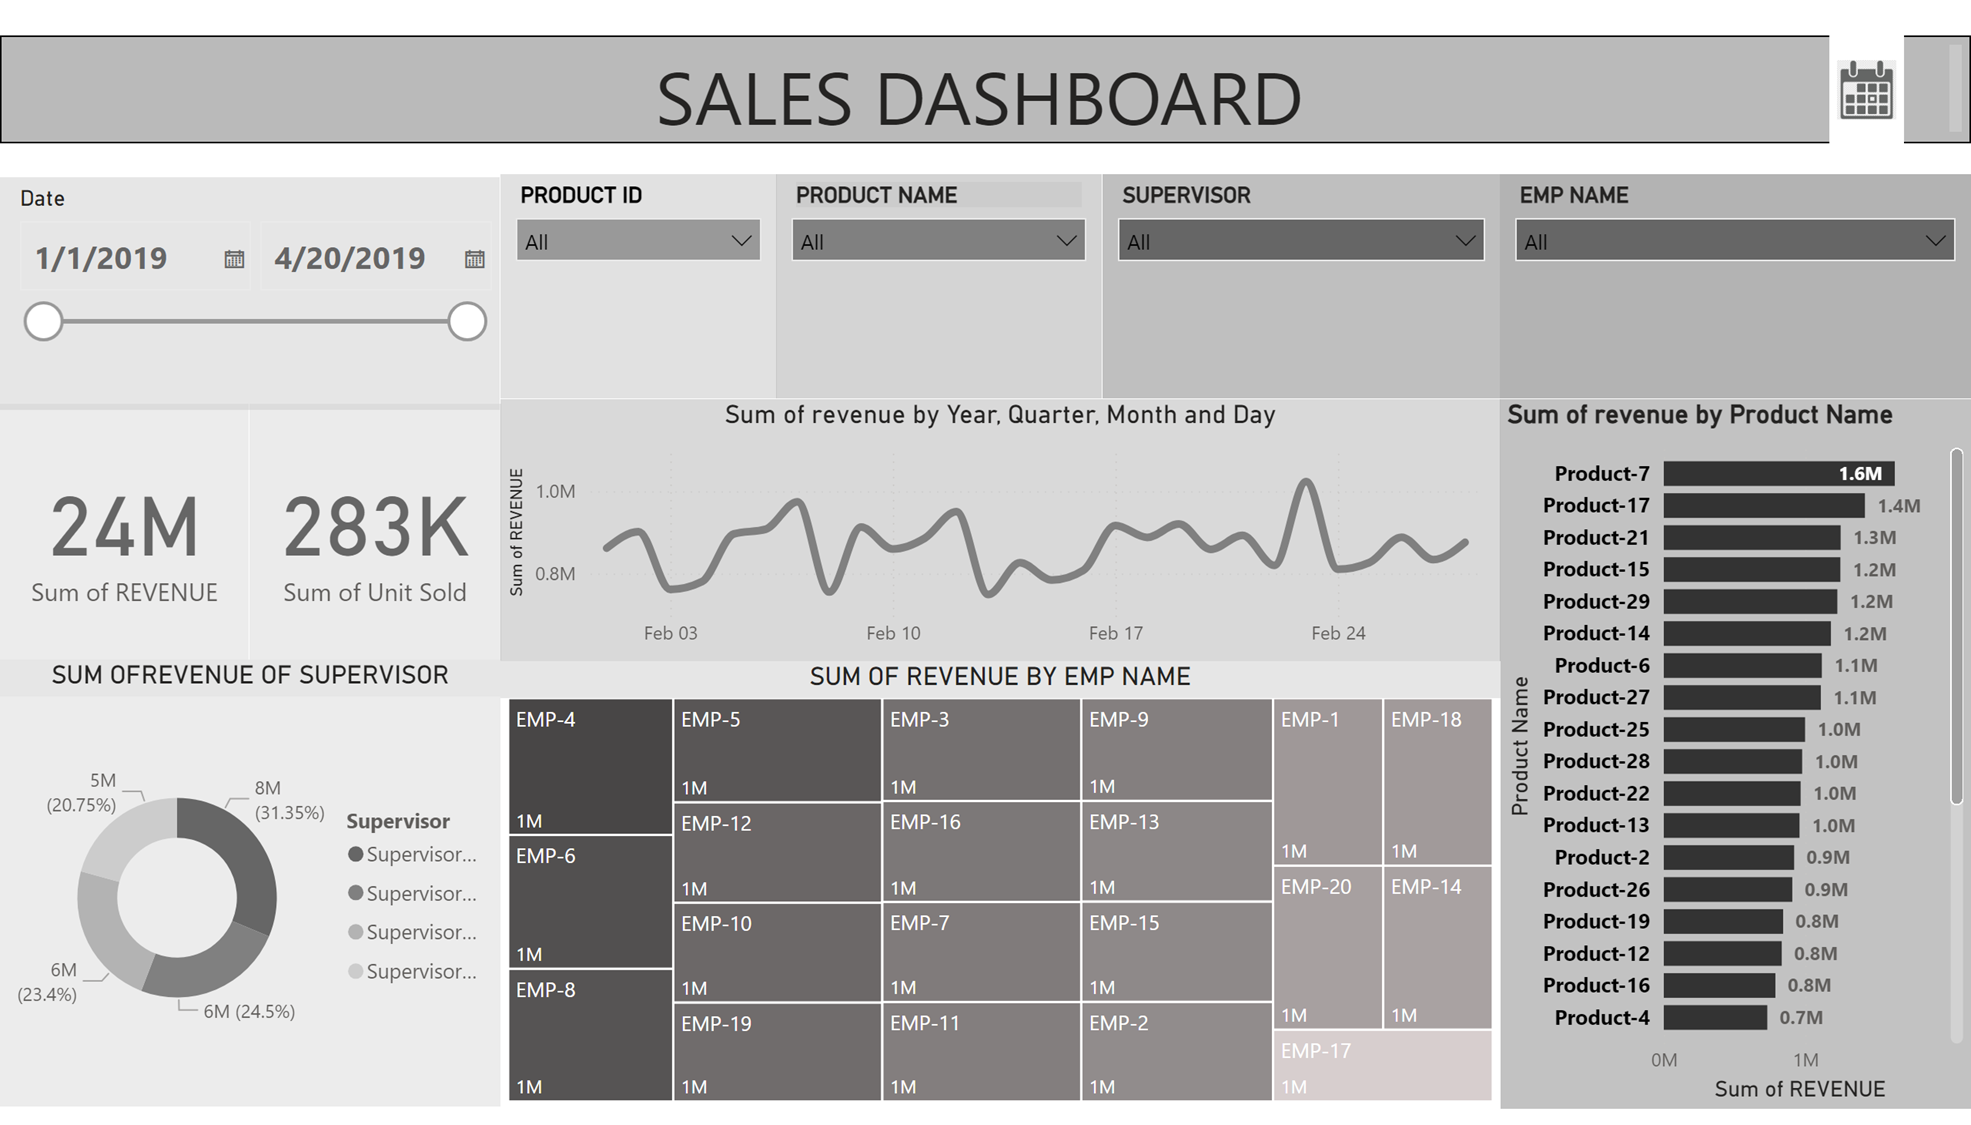 SALES DASHBOARD
Date
1/1/2019
4/20/2019
PRODUCT ID
All
PRODUCT NAME
All
SUPERVISOR
All
EMP NAME
All
24M
Sum of REVENUE
283K
Sum of Unit Sold
Sum of revenue by Year, Quarter, Month and Day
Sum of REVENUE
1.0M
0.8M
Feb 03
Feb 10
Feb 17
Feb 24
Sum of revenue by Product Name
Product Name
Product-7 1.6M
Product-17 1.4M
Product-21 1.3M
Product-15 1.2M
Product-29 1.2M
Product-14 1.2M
Product-6 1.1M
Product-27 1.1M
Product-25 1.0M
Product-28 1.0M
Product-22 1.0M
Product-13 1.0M
Product-2 0.9M
Product-26 0.9M
Product-19 0.8M
Product-12 0.8M
Product-16 0.8M
Product-4 0.7M
0M
1M
Sum of REVENUE
SUM OFREVENUE OF SUPERVISOR
5M
(20.75%)
8M
(31.35%)
6M
(23.4%)
6M (24.5%)
Supervisor
Supervisor...
Supervisor...
Supervisor...
Supervisor...
SUM OF REVENUE BY EMP NAME
EMP-4
1M
EMP-6
1M
EMP-8
1M
EMP-5
1M
EMP-12
1M
EMP-10
1M
EMP-19
1M
EMP-3
1M
EMP-16
1M
EMP-7
1M
EMP-11
1M
EMP-9
1M
EMP-13
1M
EMP-15
1M
EMP-2
1M
EMP-1
1M
EMP-18
1M
EMP-20
1M
EMP-14
1M
EMP-17
1M